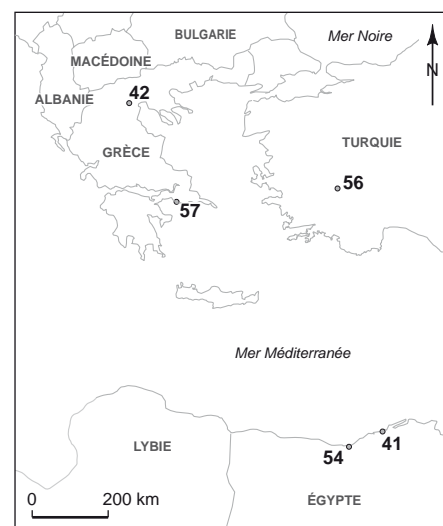 BULGARIE
Mer Noire
MACÉDOINE
N
ALBANIE
42
GRÈCE
TURQUIE
56
57
Mer Méditerranée
41
LYBIE
54
0 200 km
ÉGYPTE